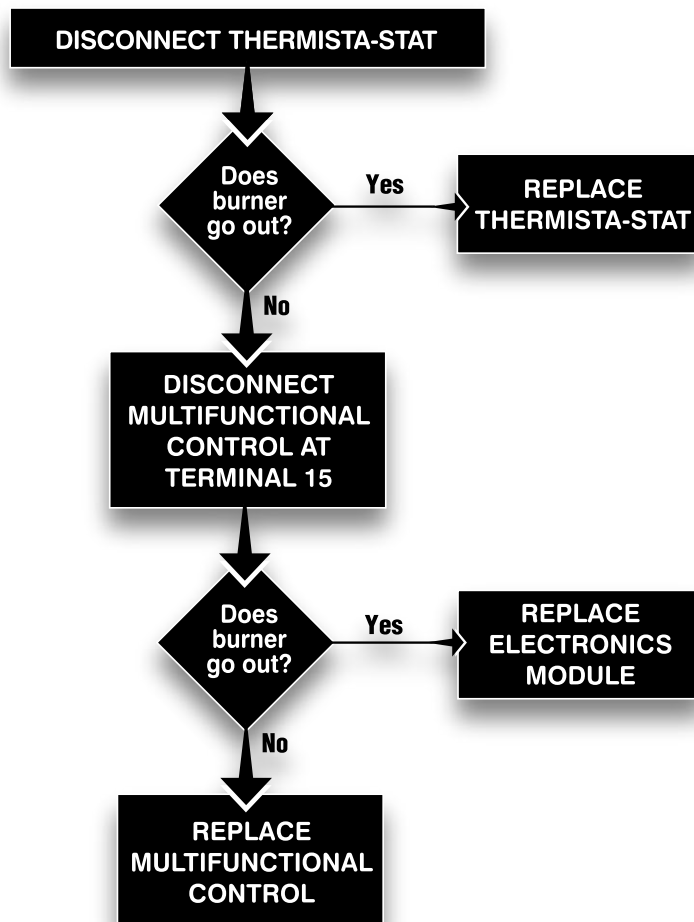 DISCONNECT THERMISTA-STAT
Does
burner
go out?
Yes
REPLACE
THERMISTA-STAT
No
DISCONNECT
MULTIFUNCTIONAL
CONTROL AT
TERMINAL 15
Does
burner
go out?
Yes
REPLACE
ELECTRONICS
MODULE
No
REPLACE
MULTIFUNCTIONAL
CONTROL